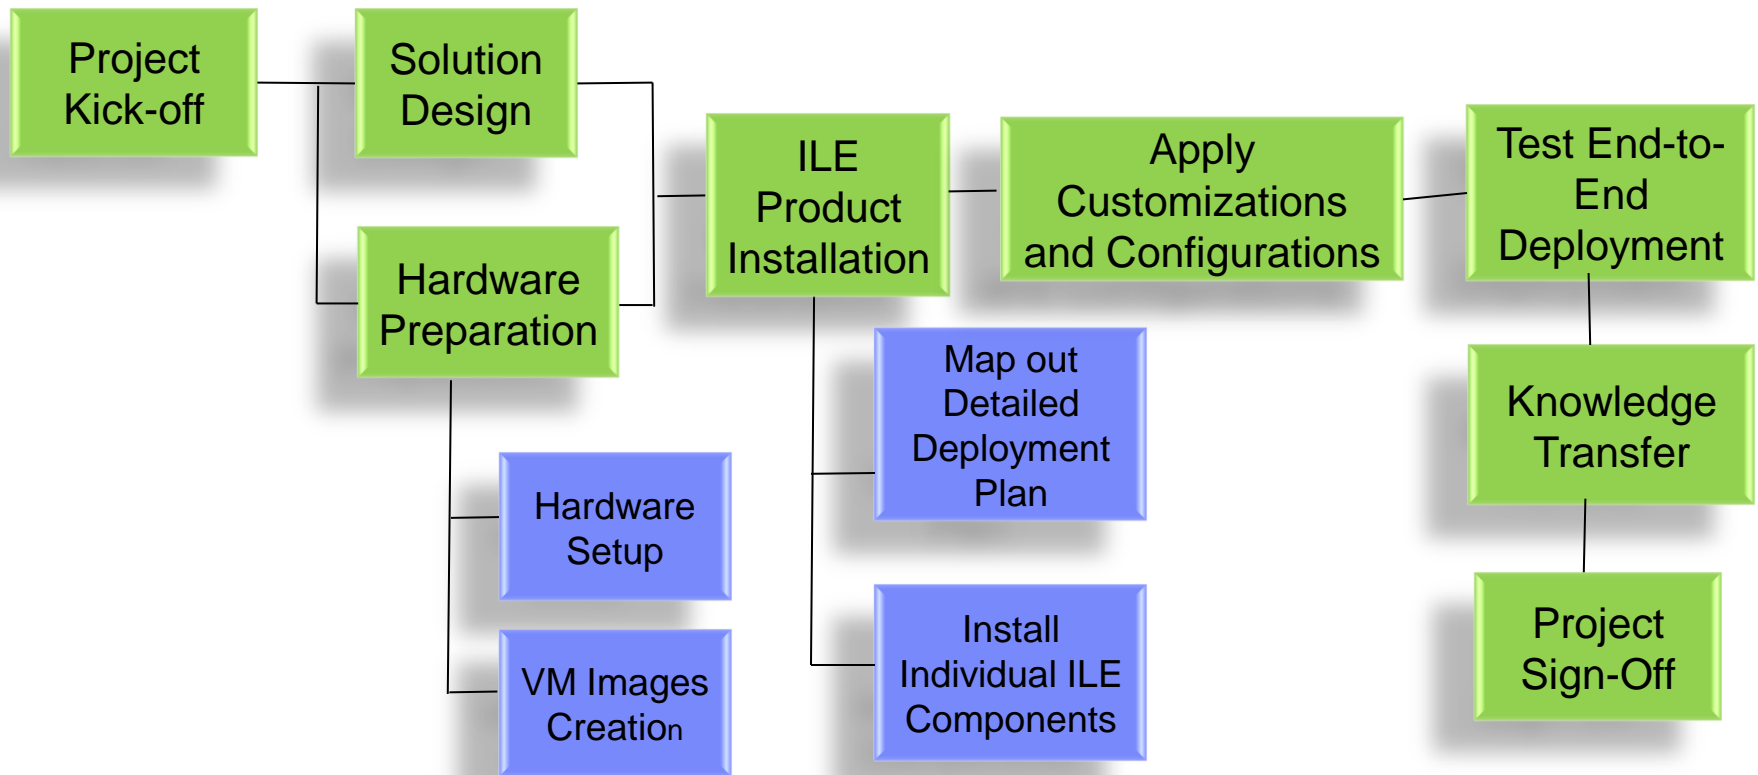 Project
Kick-off
Solution
Design
Hardware
Preparation
Hardware
Setup
VM Images
Creation
ILE
Product
Installation
Map out
Detailed
Deployment
Plan
Install
Individual ILE
Components
Apply
Customizations
and Configurations
Test End-to-
End
Deployment
Knowledge
Transfer
Project
Sign-Off